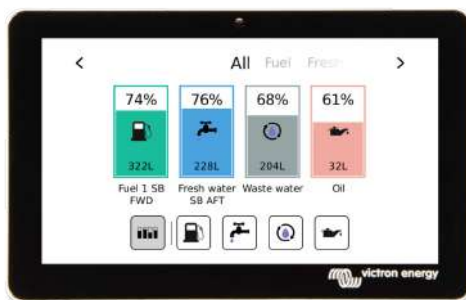 < All Fuel Fresh >
74% 76% 68% 61%
322L 228L 204L 32L
Fuel 1 SB Fresh water Waste water Oil
FWD SB AFT
victron energy